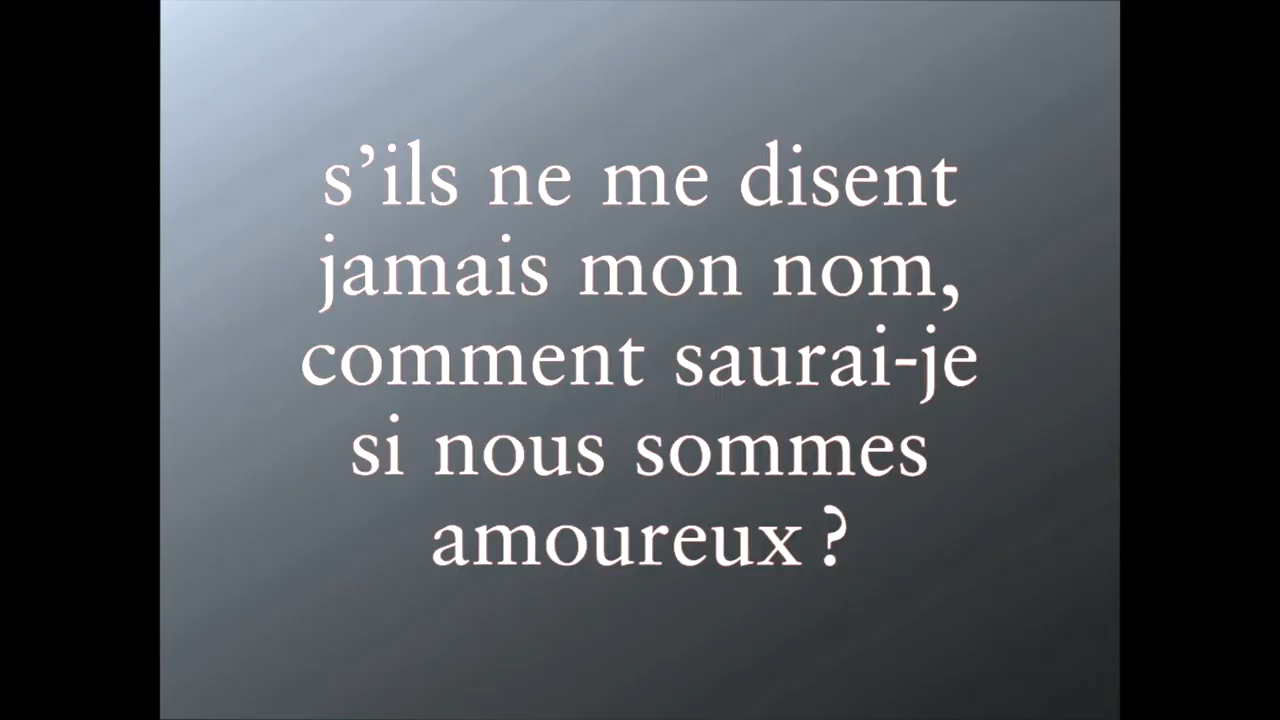 s’ils ne me disent
jamais mon nom,
comment saurai-je
si nous sommes
amoureux ?